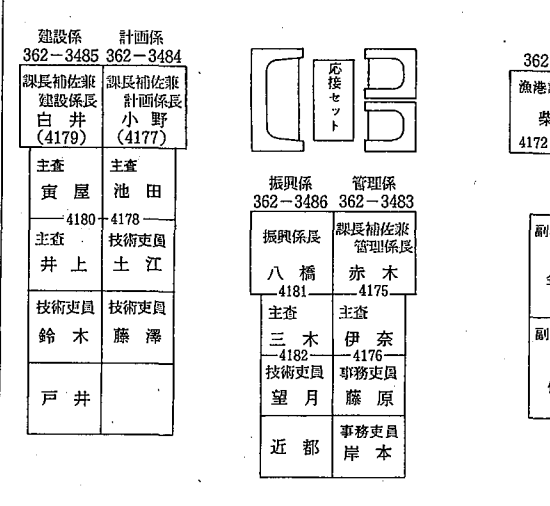 建設係 計画係
362-3485 362-3484
課長補佐兼 課長補佐兼
建設係長 計画係長
白井 小野
(4179) (4177)
主査 主査
寅屋 池田
4180 4178
主査 技術吏員
井上 土江
技術吏員 技術吏員
鈴木 藤澤
戸井
応接セット
振興係 管理係
362-3486 362-3483
振興係長 課長補佐兼
管理係長
八橋 赤木
4181 4175
主査 主査
三木 伊奈
4182 4176
技術吏員 事務吏員
望月 藤原
近都 事務吏員
岸本
362
漁港
柴
4172
副
副